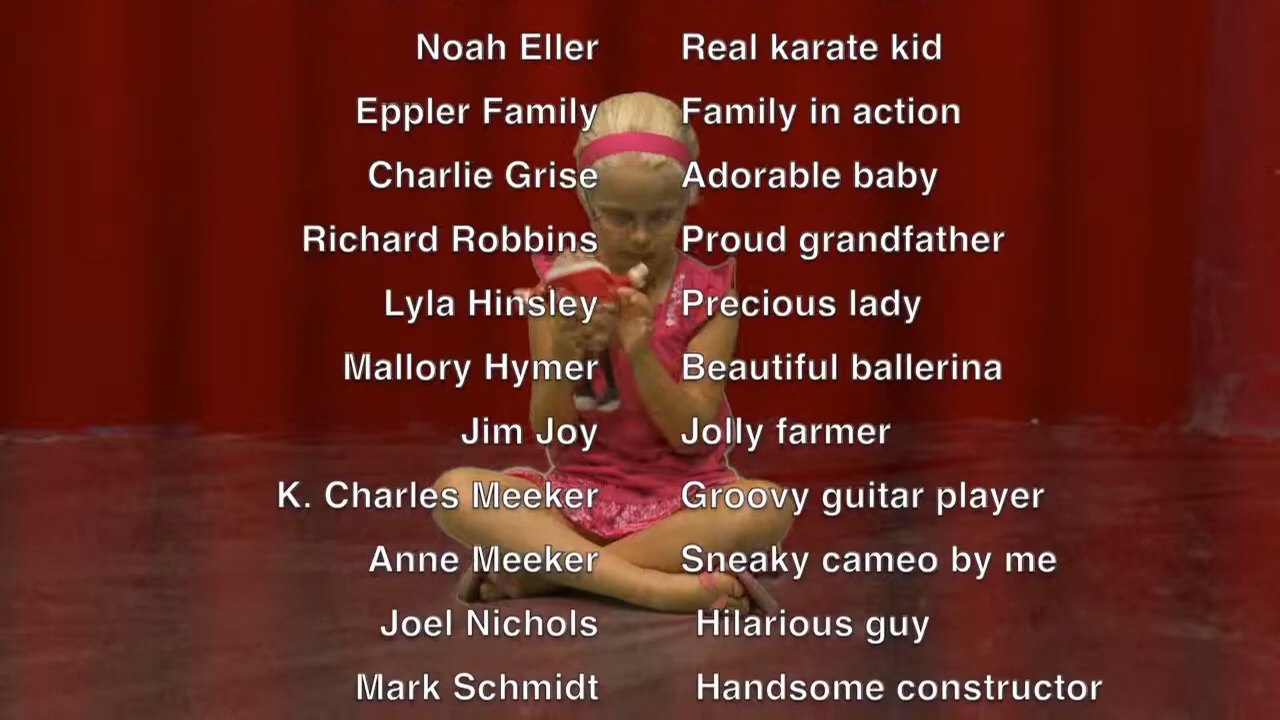 Noah Eller Real karate kid
Eppler Family Family in action
Charlie Grise Adorable baby
Richard Robbins Proud grandfather
Lyla Hinsley Precious lady
Mallory Hymer Beautiful ballerina
Jim Joy Jolly farmer
K. Charles Meeker Groovy guitar player
Anne Meeker Sneaky cameo by me
Joel Nichols Hilarious guy
Mark Schmidt Handsome constructor